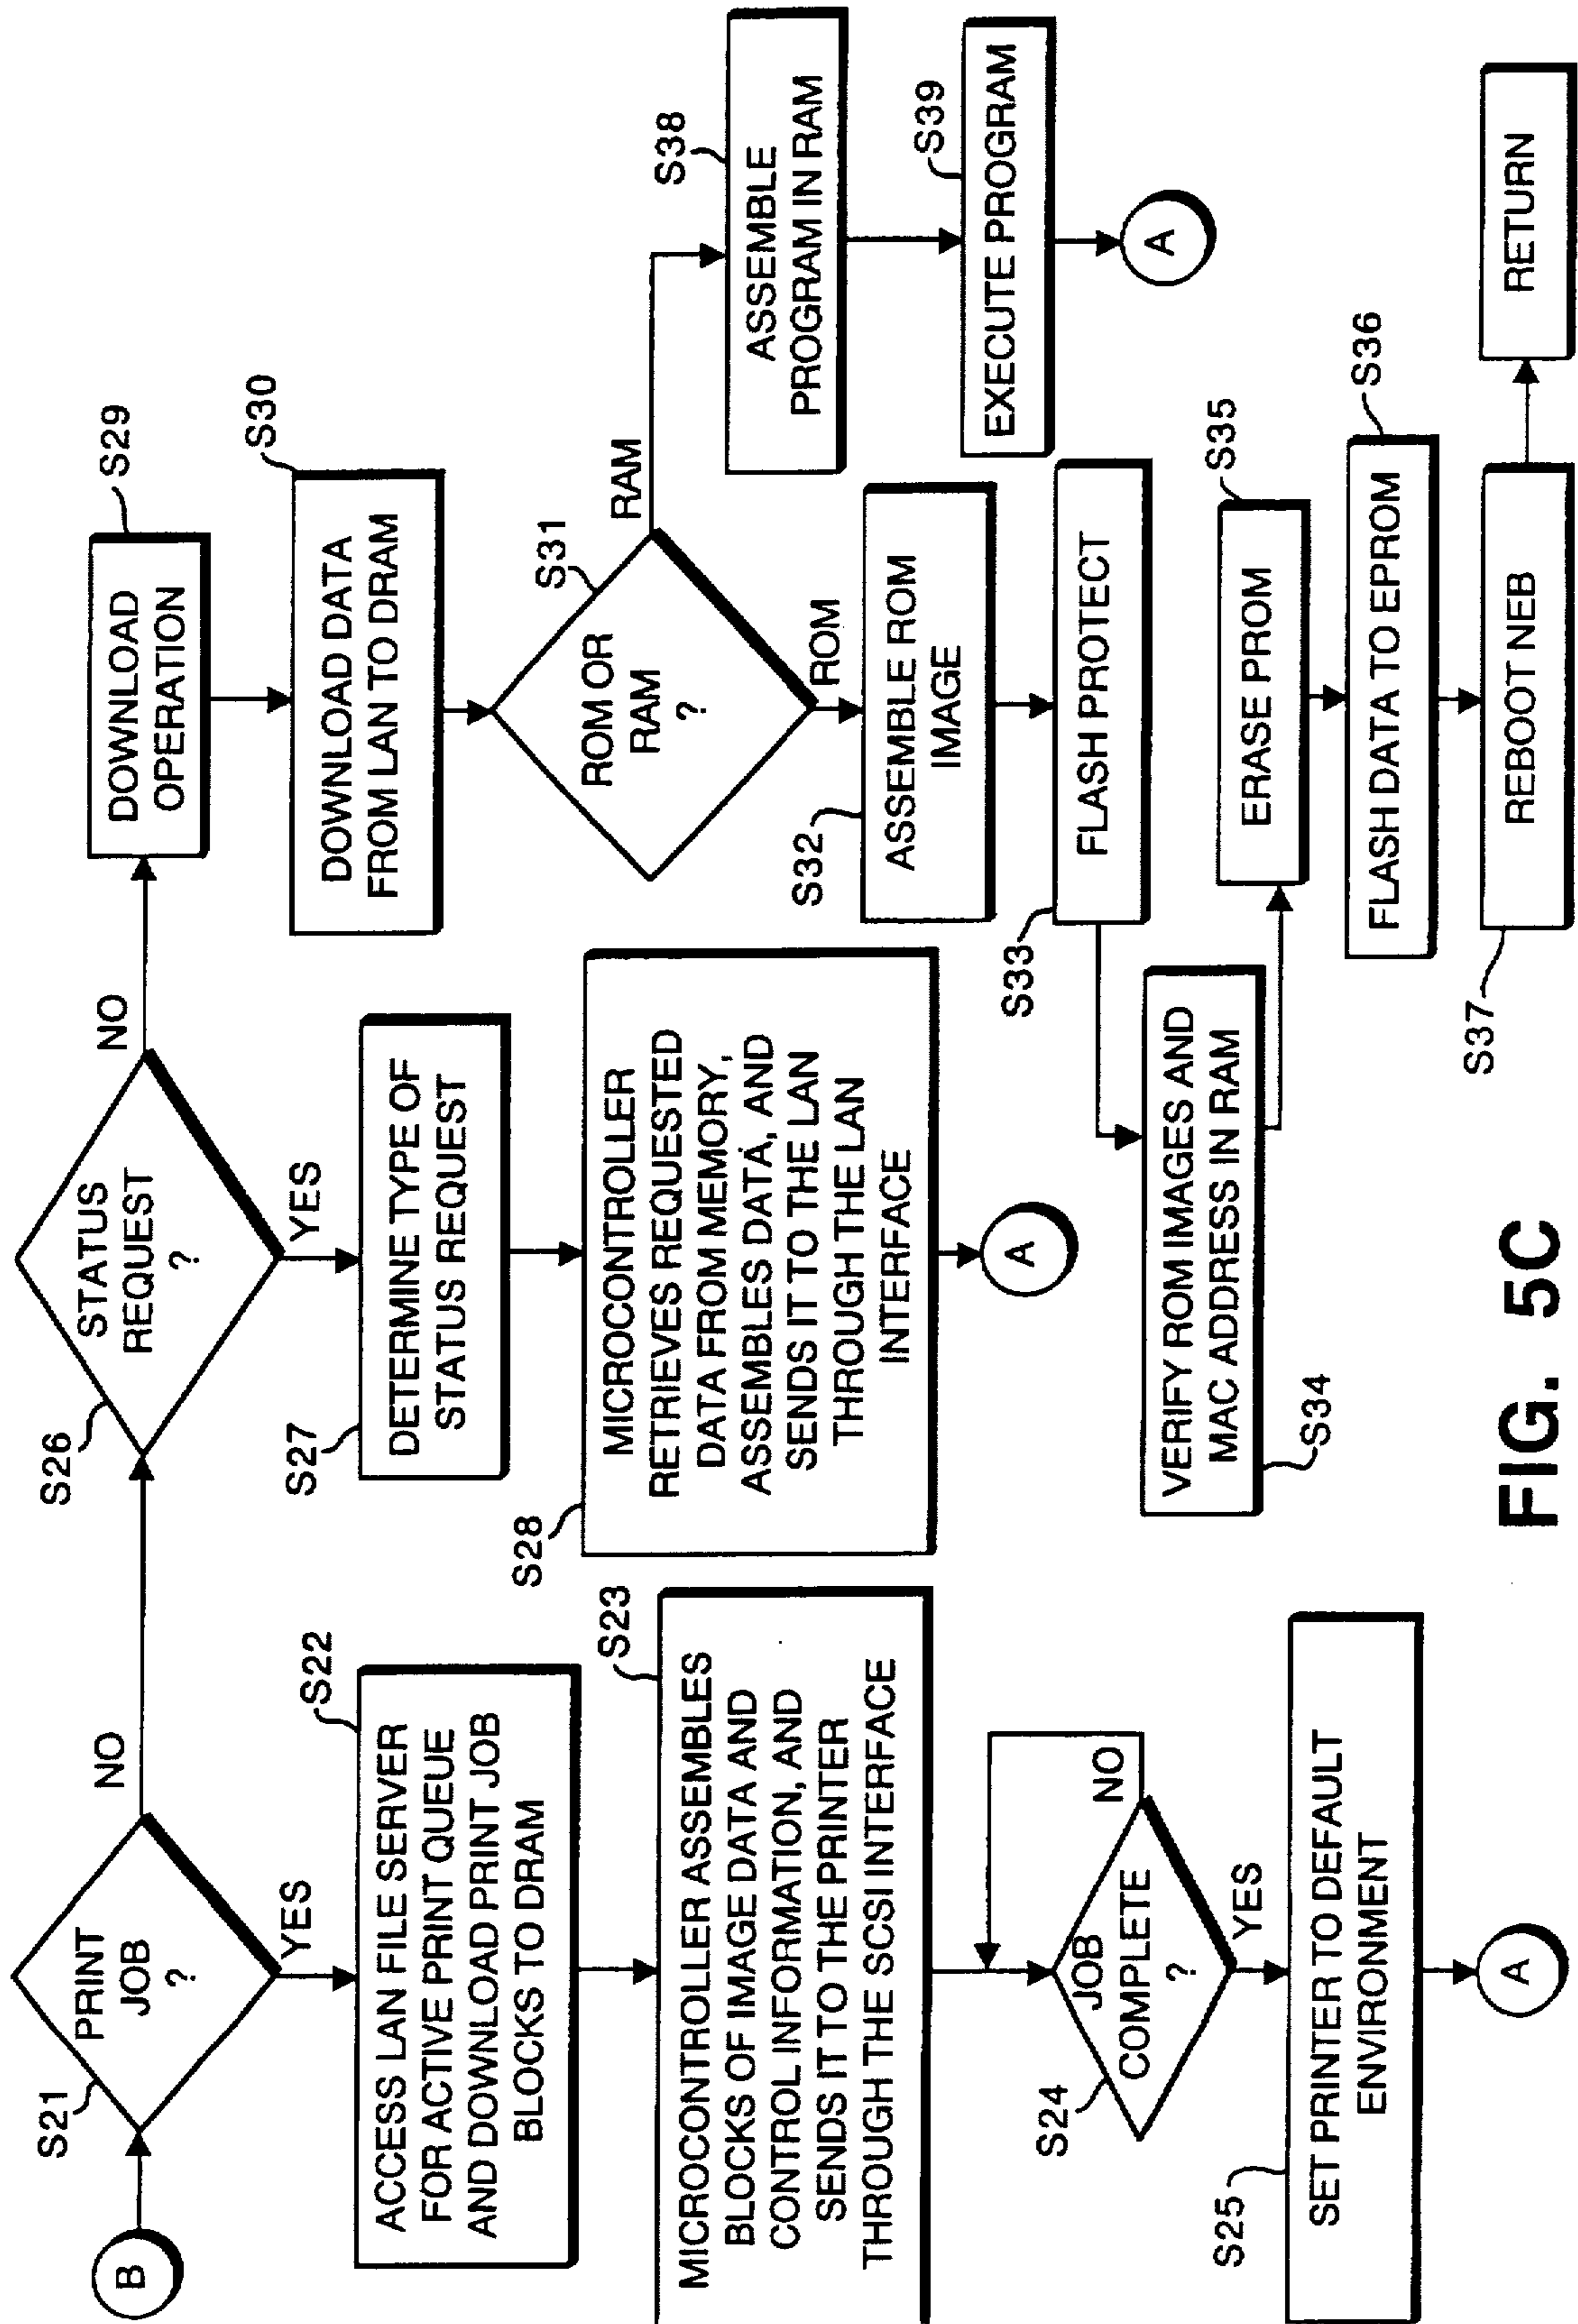 B
S21
PRINT
JOB
?
NO
YES
S22
ACCESS LAN FILE SERVER
FOR ACTIVE PRINT QUEUE
AND DOWNLOAD PRINT JOB
BLOCKS TO DRAM
S23
MICROCONTROLLER ASSEMBLES
BLOCKS OF IMAGE DATA AND
CONTROL INFORMATION, AND
SENDS IT TO THE PRINTER
THROUGH THE SCSI INTERFACE
S24
JOB
COMPLETE
?
NO
YES
S25
SET PRINTER TO DEFAULT
ENVIRONMENT
A
S26
STATUS
REQUEST
?
NO
YES
S27
DETERMINE TYPE OF
STATUS REQUEST
S28
MICROCONTROLLER
RETRIEVES REQUESTED
DATA FROM MEMORY,
ASSEMBLES DATA, AND
SENDS IT TO THE LAN
THROUGH THE LAN
INTERFACE
A
S29
DOWNLOAD
OPERATION
S30
DOWNLOAD DATA
FROM LAN TO DRAM
S31
ROM OR
RAM
?
RAM
ROM
S32
ASSEMBLE ROM
IMAGE
S33
FLASH PROTECT
S34
VERIFY ROM IMAGES AND
MAC ADDRESS IN RAM
S35
ERASE PROM
S36
FLASH DATA TO EPROM
S37
REBOOT NEB
RETURN
S38
ASSEMBLE
PROGRAM IN RAM
S39
EXECUTE PROGRAM
A
FIG. 5C